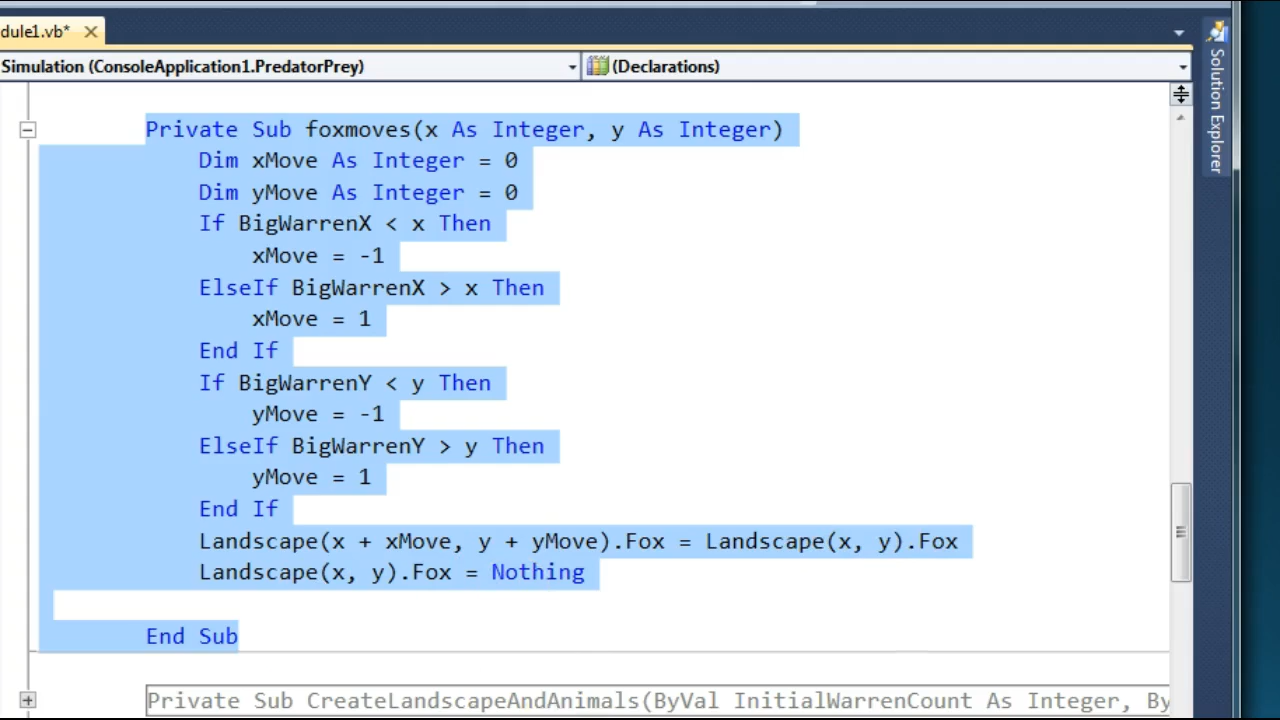 dule1.vb*
Simulation (ConsoleApplication1.PredatorPrey)
(Declarations)
Solution Explorer
Private Sub foxmoves(x As Integer, y As Integer)
Dim xMove As Integer = 0
Dim yMove As Integer = 0
If BigWarrenX < x Then
xMove = -1
ElseIf BigWarrenX > x Then
xMove = 1
End If
If BigWarrenY < y Then
yMove = -1
ElseIf BigWarrenY > y Then
yMove = 1
End If
Landscape(x + xMove, y + yMove).Fox = Landscape(x, y).Fox
Landscape(x, y).Fox = Nothing
End Sub
Private Sub CreateLandscapeAndAnimals(ByVal InitialWarrenCount As Integer, By